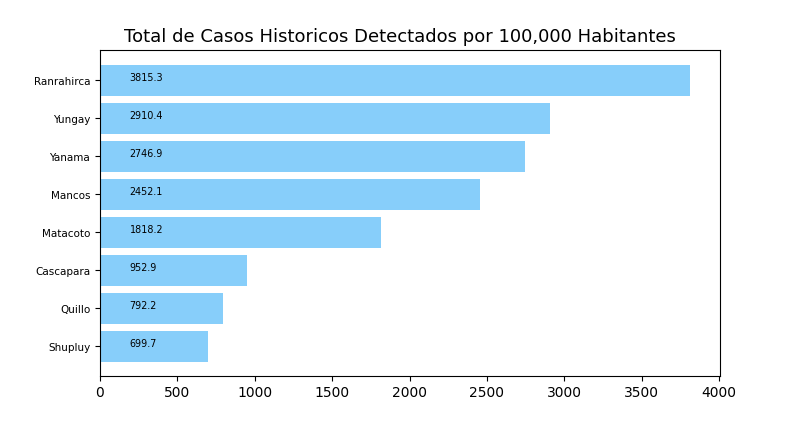 Total de Casos Historicos Detectados por 100,000 Habitantes
Ranrahirca 3815.3
Yungay 2910.4
Yanama 2746.9
Mancos 2452.1
Matacoto 1818.2
Cascapara 952.9
Quillo 792.2
Shupluy 699.7
0 500 1000 1500 2000 2500 3000 3500 4000